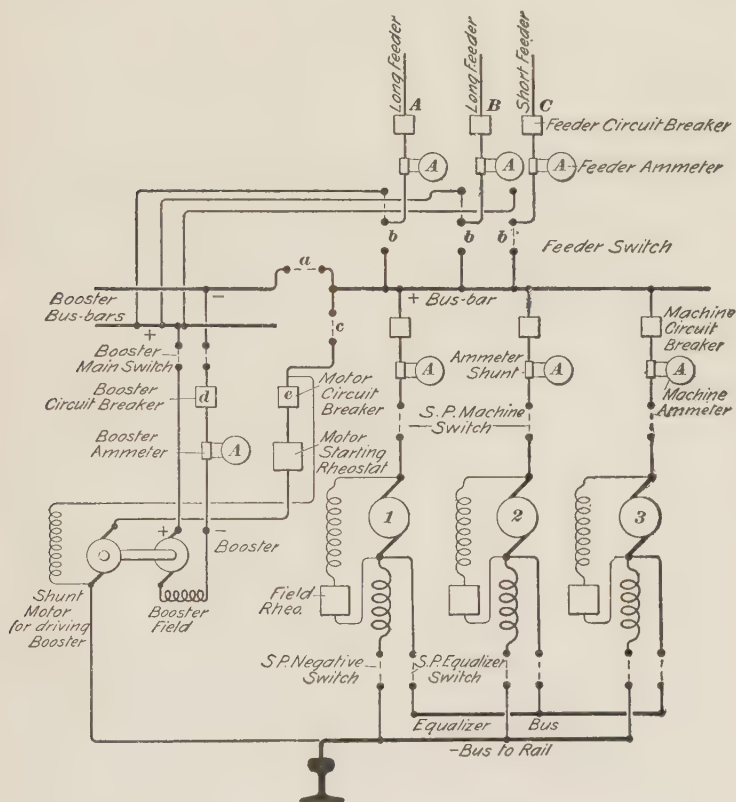 Long Feeder
A
Long Feeder
B
Short Feeder
C
Feeder Circuit Breaker
A
A
A
Feeder Ammeter
b
b
b
Feeder Switch
a
Booster
Bus-bars
-
+
+ Bus-bar
c
Booster
Main Switch
Booster
Circuit Breaker
d
Booster
Ammeter
A
e
Motor
Circuit
Breaker
Motor
Starting
Rheostat
A
Ammeter
Shunt
A
Machine
Circuit
Breaker
A
Machine
Ammeter
S.P. Machine
Switch
+
-
Booster
1
2
3
Shunt
Motor
for driving
Booster
Booster
Field
Field
Rheo.
S.P. Negative
Switch
S.P. Equalizer
Switch
Equalizer Bus
-Bus to Rail